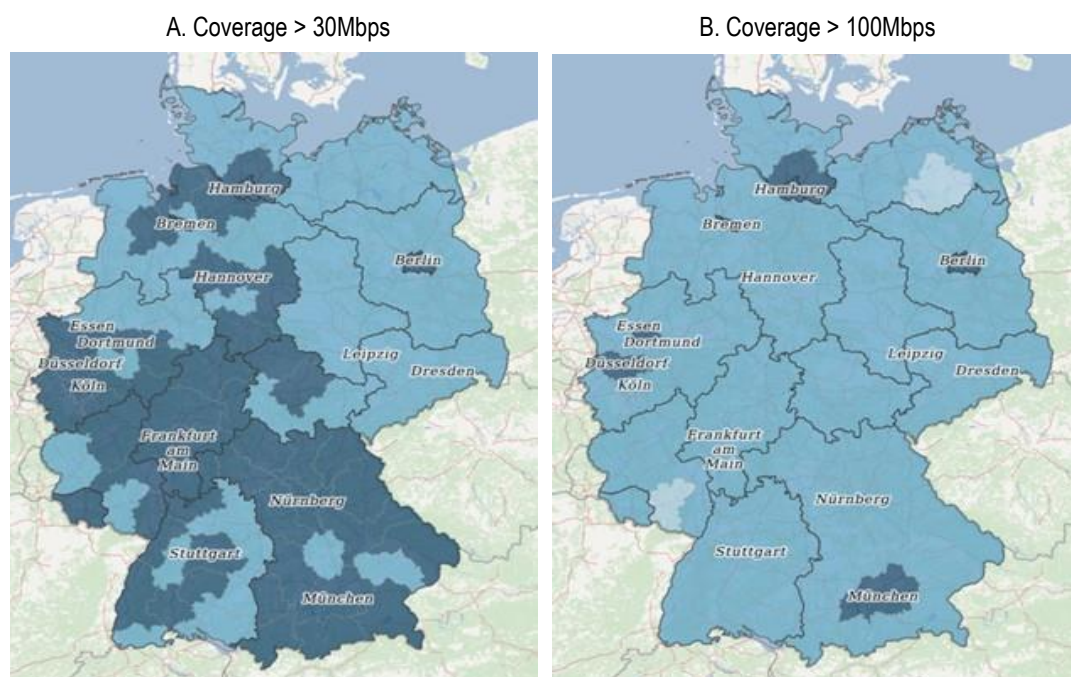 A. Coverage > 30Mbps
B. Coverage > 100Mbps
Hamburg
Bremen
Berlin
Hannover
Essen
Dortmund
Düsseldorf
Köln
Leipzig
Dresden
Frankfurt
am
Main
Nürnberg
Stuttgart
München
Hamburg
Bremen
Berlin
Hannover
Essen
Dortmund
Düsseldorf
Köln
Leipzig
Dresden
Frankfurt
am
Main
Nürnberg
Stuttgart
München